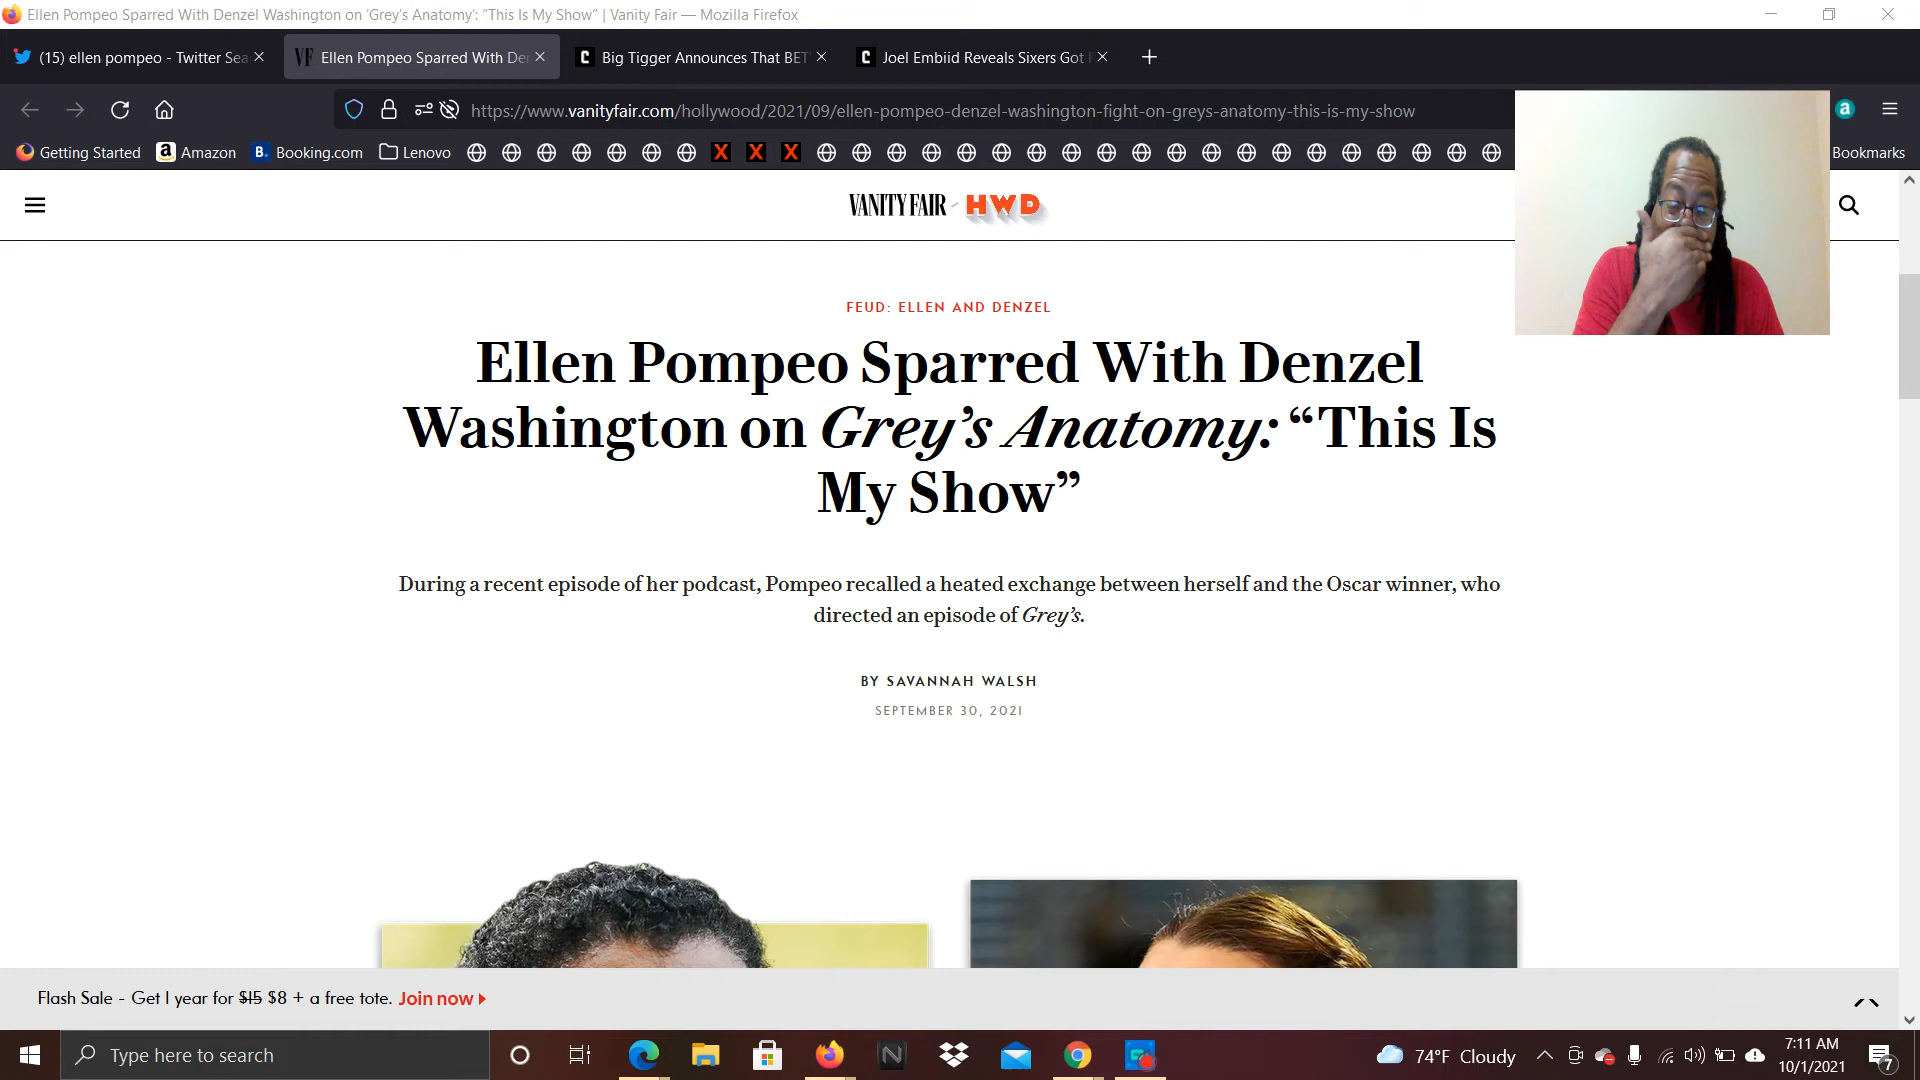 Ellen Pompeo Sparred With Denzel Washington on 'Grey's Anatomy': “This Is My Show” | Vanity Fair — Mozilla Firefox
(15) ellen pompeo - Twitter Sea
VF Ellen Pompeo Sparred With Den
C Big Tigger Announces That BET
C Joel Embiid Reveals Sixers Got
https://www.vanityfair.com/hollywood/2021/09/ellen-pompeo-denzel-washington-fight-on-greys-anatomy-this-is-my-show
a
Getting Started
a Amazon
B. Booking.com
Lenovo
X X X
Bookmarks
VANITY FAIR - HWD
FEUD: ELLEN AND DENZEL
Ellen Pompeo Sparred With Denzel
Washington on Grey's Anatomy: “This Is
My Show”
During a recent episode of her podcast, Pompeo recalled a heated exchange between herself and the Oscar winner, who
directed an episode of Grey's.
BY SAVANNAH WALSH
SEPTEMBER 30, 2021
Flash Sale - Get 1 year for $15 $8 + a free tote. Join now
Type here to search
N
74°F Cloudy
7:11 AM
10/1/2021
7